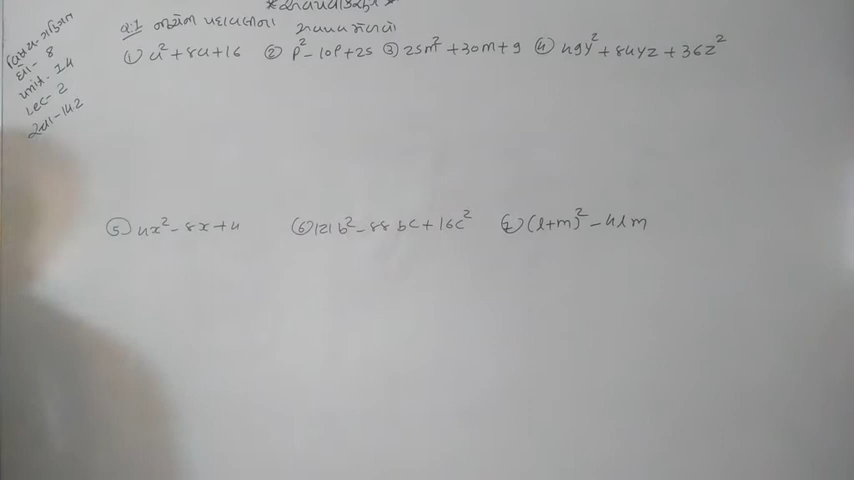 * અવયવીકરણ *
વિષય-ગણિત
ધો- 8
unit- 14
Lec- 2
સ્વા-14.2
Q:1 નીચેના પદાવલીના અવયવ મેળવો
① a² + 8a + 16 ② p² - 10p + 25 ③ 25m² + 30m + 9 ④ 49y² + 84yz + 36z²
⑤ 4x² - 8x + 4 ⑥ 121b² - 88bc + 16c² ⑦ (l+m)² - 4lm